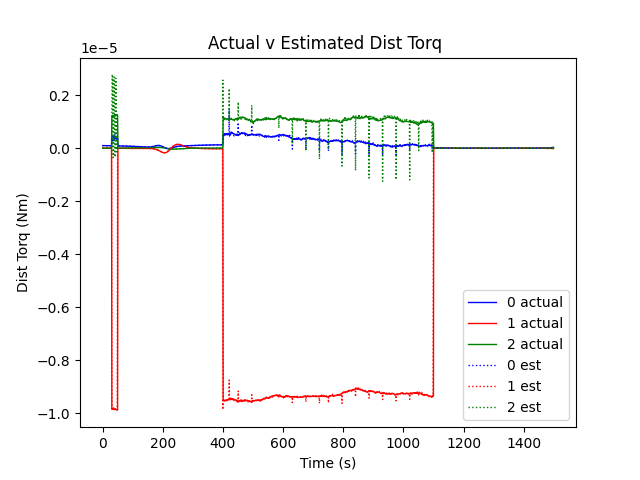 Actual v Estimated Dist Torq
1e−5
0.2
0.0
−0.2
−0.4
−0.6
−0.8
−1.0
Dist Torq (Nm)
0 actual
1 actual
2 actual
0 est
1 est
2 est
0 200 400 600 800 1000 1200 1400
Time (s)